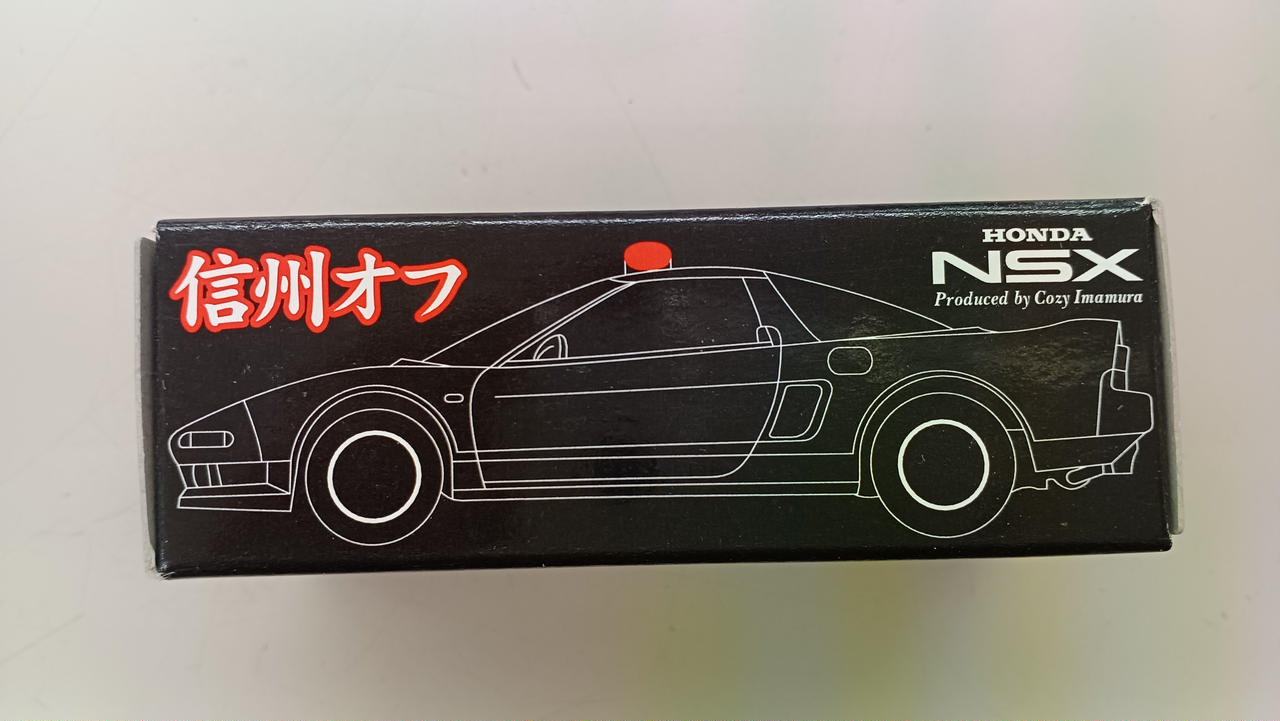 信州オフ
HONDA
NSX
Produced by Cozy Imamura